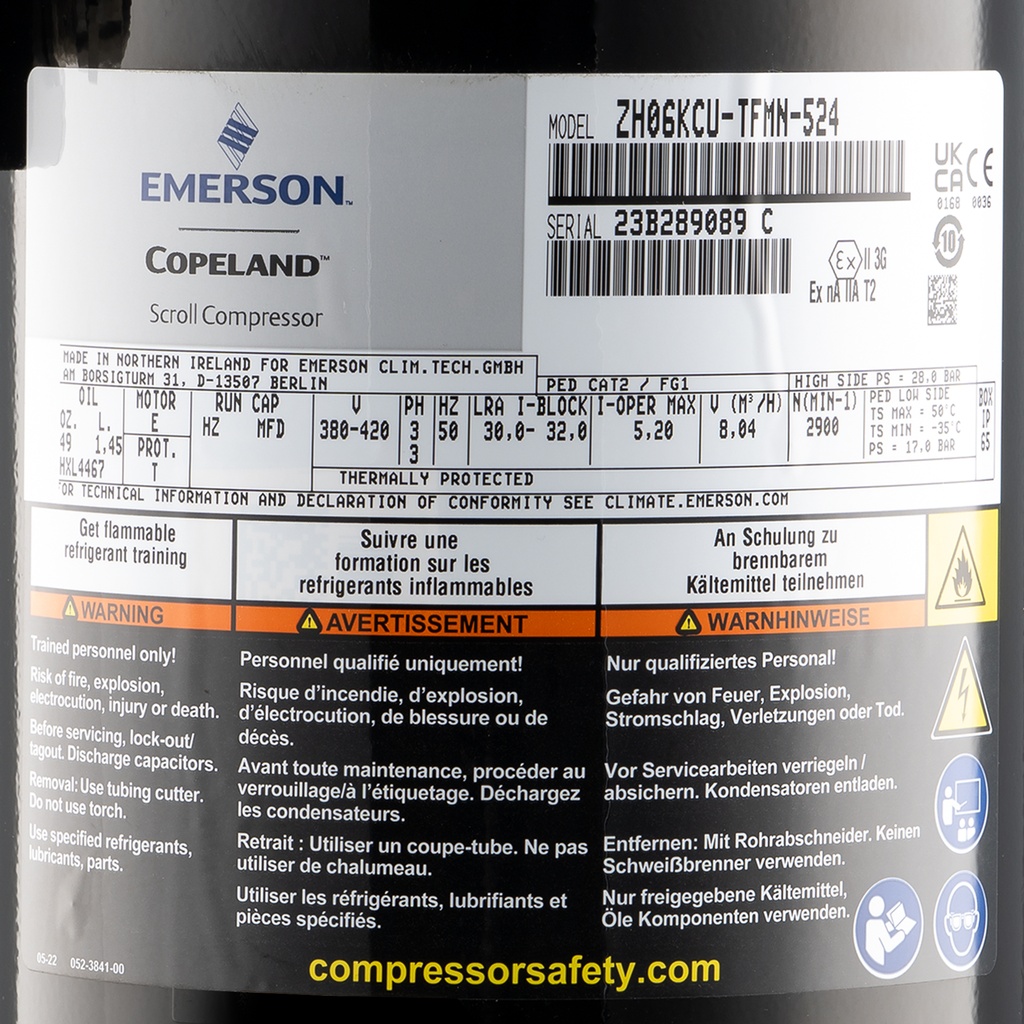 EMERSON™
COPELAND™
Scroll Compressor
MODEL ZH06KCU-TFMN-524
SERIAL 23B289089 C
UK
CA
CE
0168 0036
10
Ex II 3G
Ex nA IIA T2
MADE IN NORTHERN IRELAND FOR EMERSON CLIM.TECH.GMBH
AM BORSIGTURM 31, D-13507 BERLIN
PED CAT2 / FG1
HIGH SIDE PS = 28,0 BAR
OIL
OZ. L.
49 1,45
HXL4467
MOTOR
E
PROT.
T
RUN CAP
HZ MFD
V
380-420
PH
3
3
HZ
50
LRA I-BLOCK
30,0- 32,0
I-OPER MAX
5,20
V (M³/H)
8,04
N(MIN-1)
2900
PED LOW SIDE
TS MAX = 50°C
TS MIN = -35°C
PS = 17,0 BAR
BOX
IP
65
THERMALLY PROTECTED
FOR TECHNICAL INFORMATION AND DECLARATION OF CONFORMITY SEE CLIMATE.EMERSON.COM
Get flammable
refrigerant training
WARNING
Trained personnel only!
Risk of fire, explosion,
electrocution, injury or death.
Before servicing, lock-out/
tagout. Discharge capacitors.
Removal: Use tubing cutter.
Do not use torch.
Use specified refrigerants,
lubricants, parts.
Suivre une
formation sur les
refrigerants inflammables
AVERTISSEMENT
Personnel qualifié uniquement!
Risque d'incendie, d'explosion,
d'électrocution, de blessure ou de
décès.
Avant toute maintenance, procéder au
verrouillage/à l'étiquetage. Déchargez
les condensateurs.
Retrait : Utiliser un coupe-tube. Ne pas
utiliser de chalumeau.
Utiliser les réfrigérants, lubrifiants et
pièces spécifiés.
An Schulung zu
brennbarem
Kältemittel teilnehmen
WARNHINWEISE
Nur qualifiziertes Personal!
Gefahr von Feuer, Explosion,
Stromschlag, Verletzungen oder Tod.
Vor Servicearbeiten verriegeln /
absichern. Kondensatoren entladen.
Entfernen: Mit Rohrabschneider. Keinen
Schweißbrenner verwenden.
Nur freigegebene Kältemittel,
Öle Komponenten verwenden.
05-22 052-3841-00
compressorsafety.com